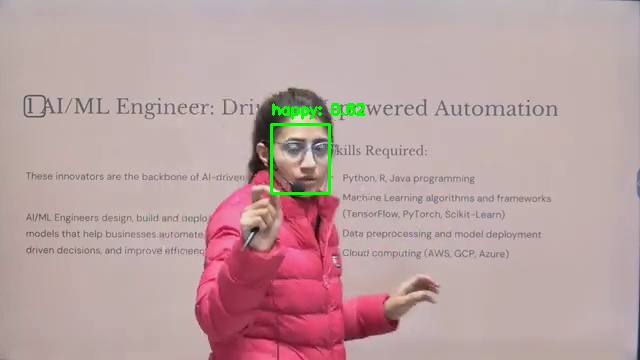 happy: 0.62
1 AI/ML Engineer: Dri powered Automation
These innovators are the backbone of AI-driven
AI/ML Engineers design, build and deplo
models that help businesses automate,
driven decisions, and improve efficienc
kills Required:
Python, R, Java programming
Machine Learning algorithms and frameworks
(TensorFlow, PyTorch, Scikit-Learn)
Data preprocessing and model deployment
Cloud computing (AWS, GCP, Azure)